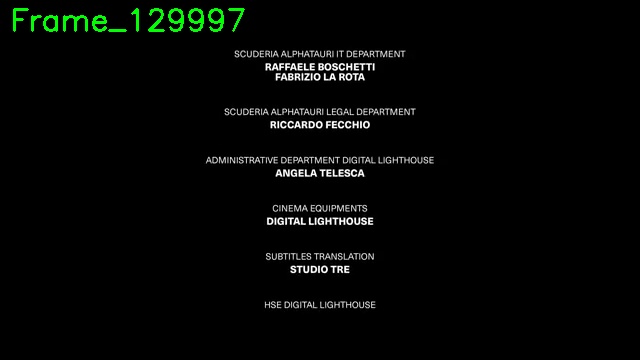 Frame_129997
SCUDERIA ALPHATAURI IT DEPARTMENT
RAFFAELE BOSCHETTI
FABRIZIO LA ROTA
SCUDERIA ALPHATAURI LEGAL DEPARTMENT
RICCARDO FECCHIO
ADMINISTRATIVE DEPARTMENT DIGITAL LIGHTHOUSE
ANGELA TELESCA
CINEMA EQUIPMENTS
DIGITAL LIGHTHOUSE
SUBTITLES TRANSLATION
STUDIO TRE
HSE DIGITAL LIGHTHOUSE